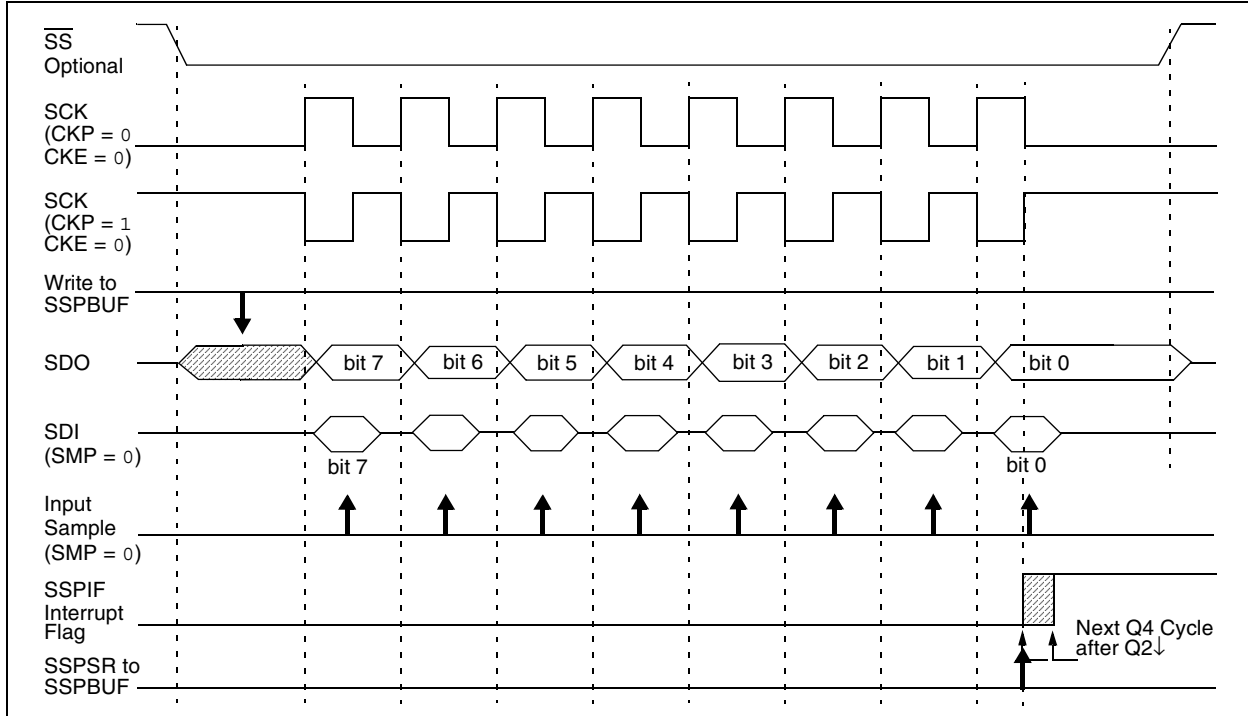 SS
Optional
SCK
(CKP = 0
CKE = 0)
SCK
(CKP = 1
CKE = 0)
Write to
SSPBUF
SDO
bit 7 bit 6 bit 5 bit 4 bit 3 bit 2 bit 1 bit 0
SDI
(SMP = 0)
bit 7 bit 0
Input
Sample
(SMP = 0)
SSPIF
Interrupt
Flag
Next Q4 Cycle
after Q2↓
SSPSR to
SSPBUF